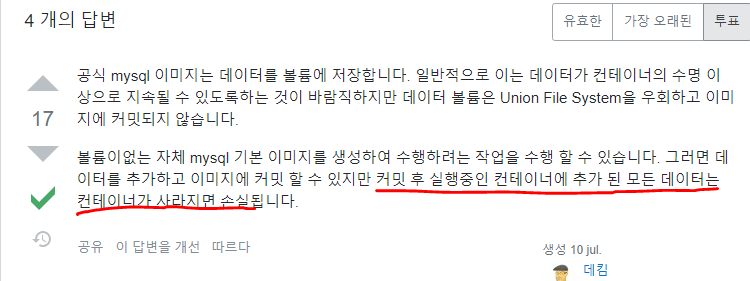 4 개의 답변
유효한
가장 오래된
투표
17
공식 mysql 이미지는 데이터를 볼륨에 저장합니다. 일반적으로 이는 데이터가 컨테이너의 수명 이
상으로 지속될 수 있도록하는 것이 바람직하지만 데이터 볼륨은 Union File System을 우회하고 이미
지에 커밋되지 않습니다.
볼륨이없는 자체 mysql 기본 이미지를 생성하여 수행하려는 작업을 수행 할 수 있습니다. 그러면 데
이터를 추가하고 이미지에 커밋 할 수 있지만 커밋 후 실행중인 컨테이너에 추가 된 모든 데이터는
컨테이너가 사라지면 손실됩니다.
공유 이 답변을 개선 따르다
생성 10 jul.
데킴